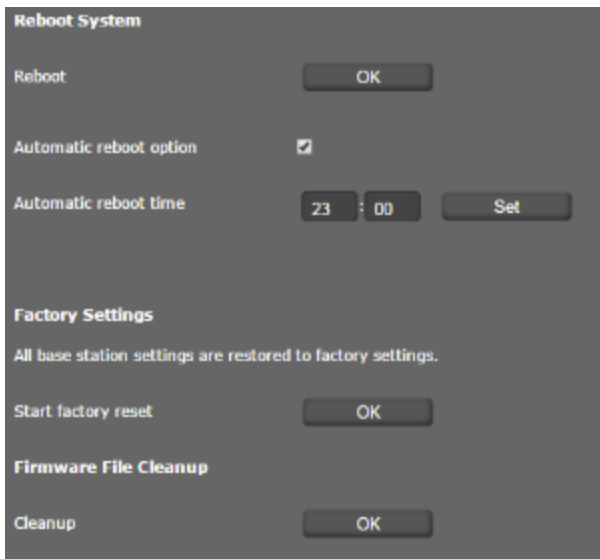 Reboot System
Reboot OK
Automatic reboot option
Automatic reboot time 23 : 00 Set
Factory Settings
All base station settings are restored to factory settings.
Start factory reset OK
Firmware File Cleanup
Cleanup OK